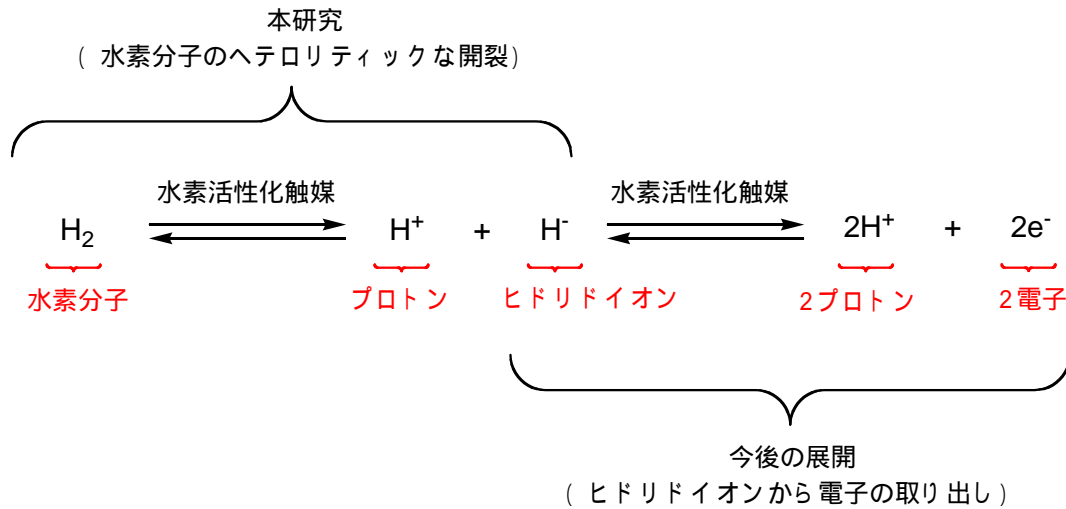 本研究
( 水素分子のヘテロリティックな開裂)
水素活性化触媒 水素活性化触媒
H₂ H⁺ + H⁻ 2H⁺ + 2e⁻
水素分子 プロトン ヒドリドイオン 2プロトン 2電子
今後の展開
( ヒドリドイオンから電子の取り出し)